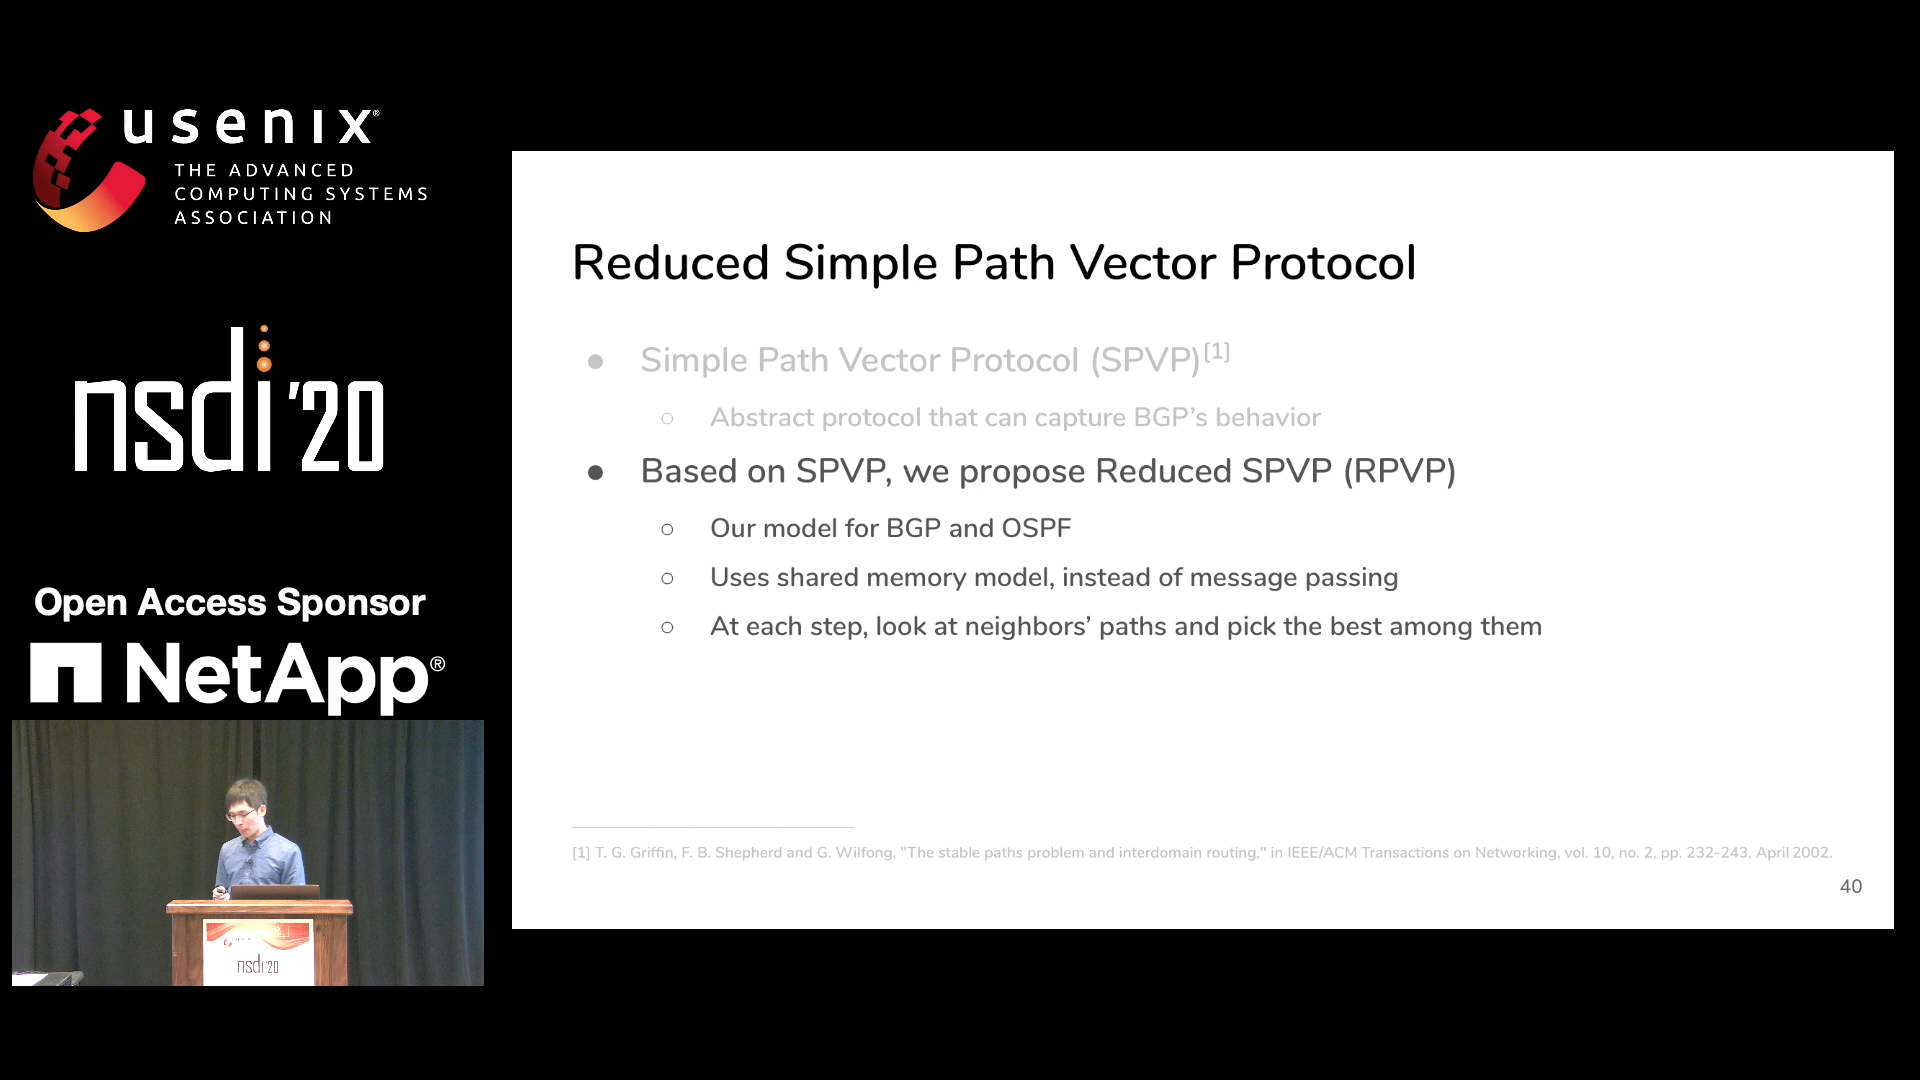 usenix®
THE ADVANCED
COMPUTING SYSTEMS
ASSOCIATION
nsdi '20
Open Access Sponsor
NetApp®
nsdi '20
Reduced Simple Path Vector Protocol
● Simple Path Vector Protocol (SPVP)[1]
○ Abstract protocol that can capture BGP’s behavior
● Based on SPVP, we propose Reduced SPVP (RPVP)
○ Our model for BGP and OSPF
○ Uses shared memory model, instead of message passing
○ At each step, look at neighbors’ paths and pick the best among them
[1] T. G. Griffin, F. B. Shepherd and G. Wilfong, "The stable paths problem and interdomain routing," in IEEE/ACM Transactions on Networking, vol. 10, no. 2, pp. 232-243, April 2002.
40